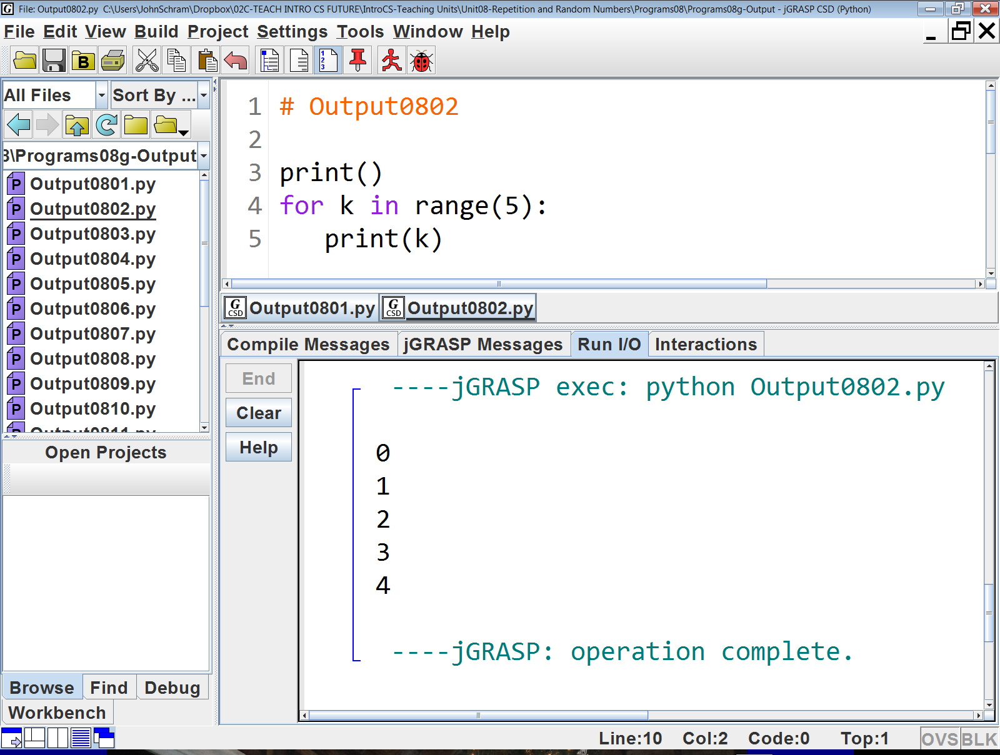 File: Output0802.py  C:\Users\JohnSchram\Dropbox\02C-TEACH INTRO CS FUTURE\IntroCS-Teaching Units\Unit08-Repetition and Random Numbers\Programs08\Programs08g-Output - jGRASP CSD (Python)
File Edit View Build Project Settings Tools Window Help
All Files Sort By ...
\Programs08g-Output
Output0801.py
Output0802.py
Output0803.py
Output0804.py
Output0805.py
Output0806.py
Output0807.py
Output0808.py
Output0809.py
Output0810.py
Output0811.py
Open Projects
Browse Find Debug
Workbench
1 # Output0802
2
3 print()
4 for k in range(5):
5    print(k)
Output0801.py Output0802.py
Compile Messages jGRASP Messages Run I/O Interactions
End
Clear
Help
----jGRASP exec: python Output0802.py
0
1
2
3
4
----jGRASP: operation complete.
Line:10 Col:2 Code:0 Top:1 OVS BLK